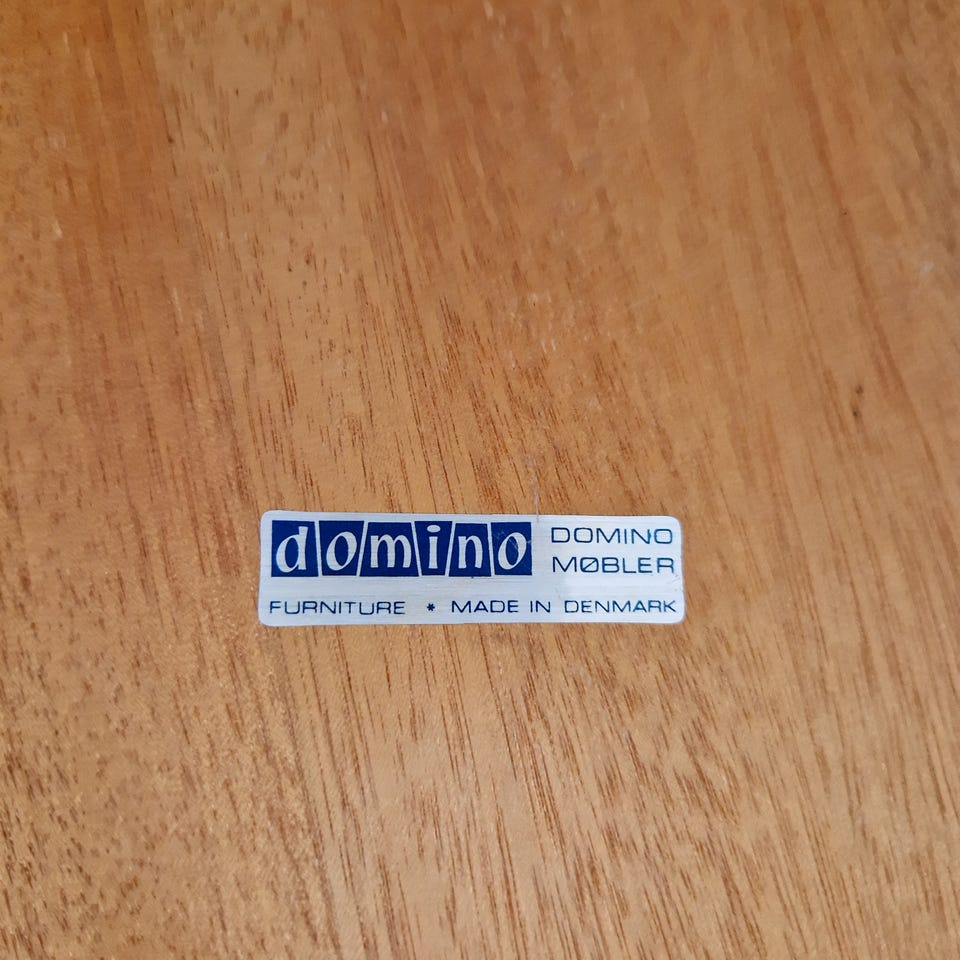 domino
DOMINO
MØBLER
FURNITURE * MADE IN DENMARK